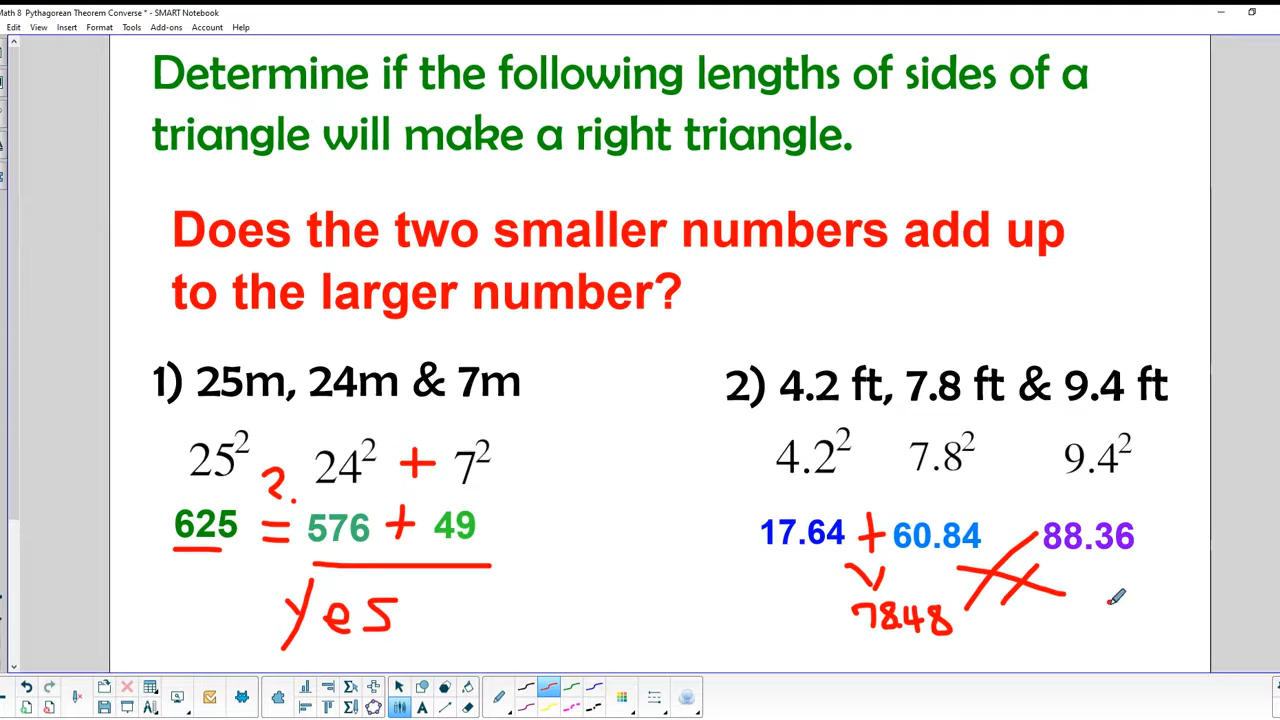 Math 8 Pythagorean Theorem Converse * - SMART Notebook
Edit View Insert Format Tools Add-ons Account Help
Determine if the following lengths of sides of a
triangle will make a right triangle.
Does the two smaller numbers add up
to the larger number?
1) 25m, 24m & 7m
25² ? 24² + 7²
625 = 576 + 49
yes
2) 4.2 ft, 7.8 ft & 9.4 ft
4.2² 7.8² 9.4²
17.64 + 60.84 88.36
78.48